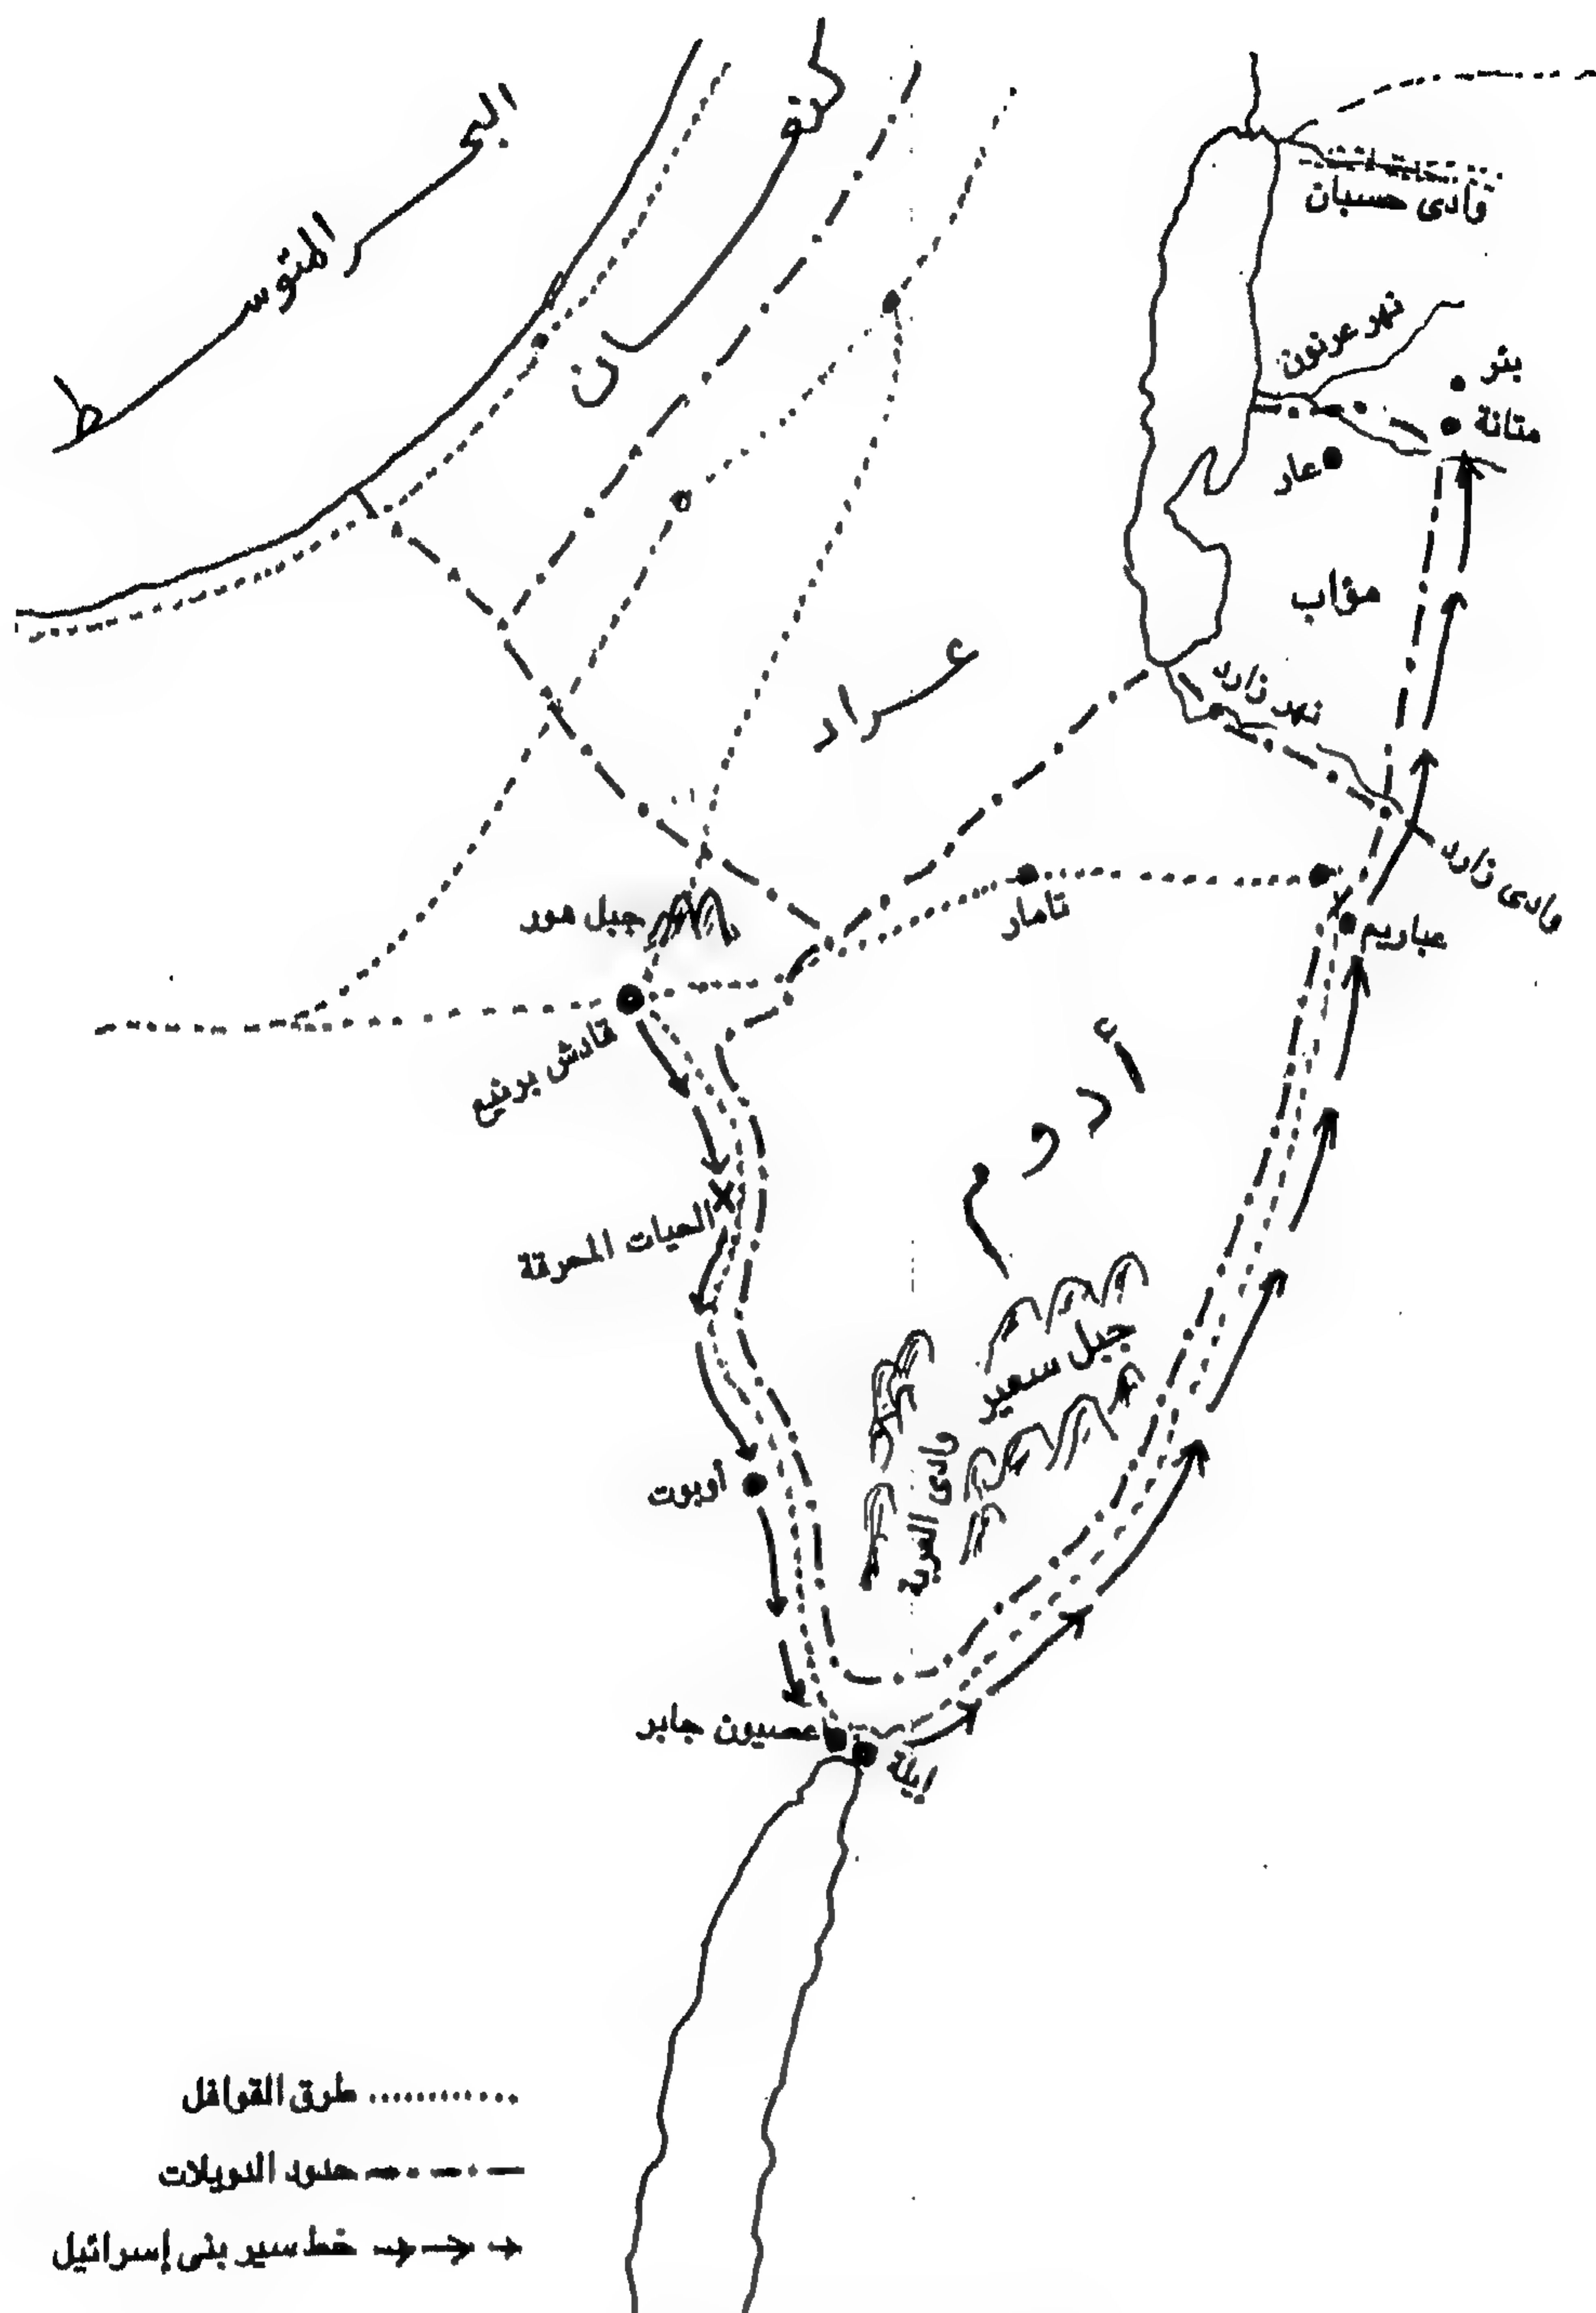 البحر المتوسط
كنعان
وادى حسبان
نهر عرنون
بئر
متانة
عار
مؤاب
نهر زارد
عراد
وادى زارد
تامار
عباريم
جبل هور
قادش برنيع
أدوم
الحيات المحرقة
جبل سعير
وادى العربة
أوبوت
عصيون جابر
إيلة
طرق القوافل
حدود الدويلات
خط سير بنى إسرائيل